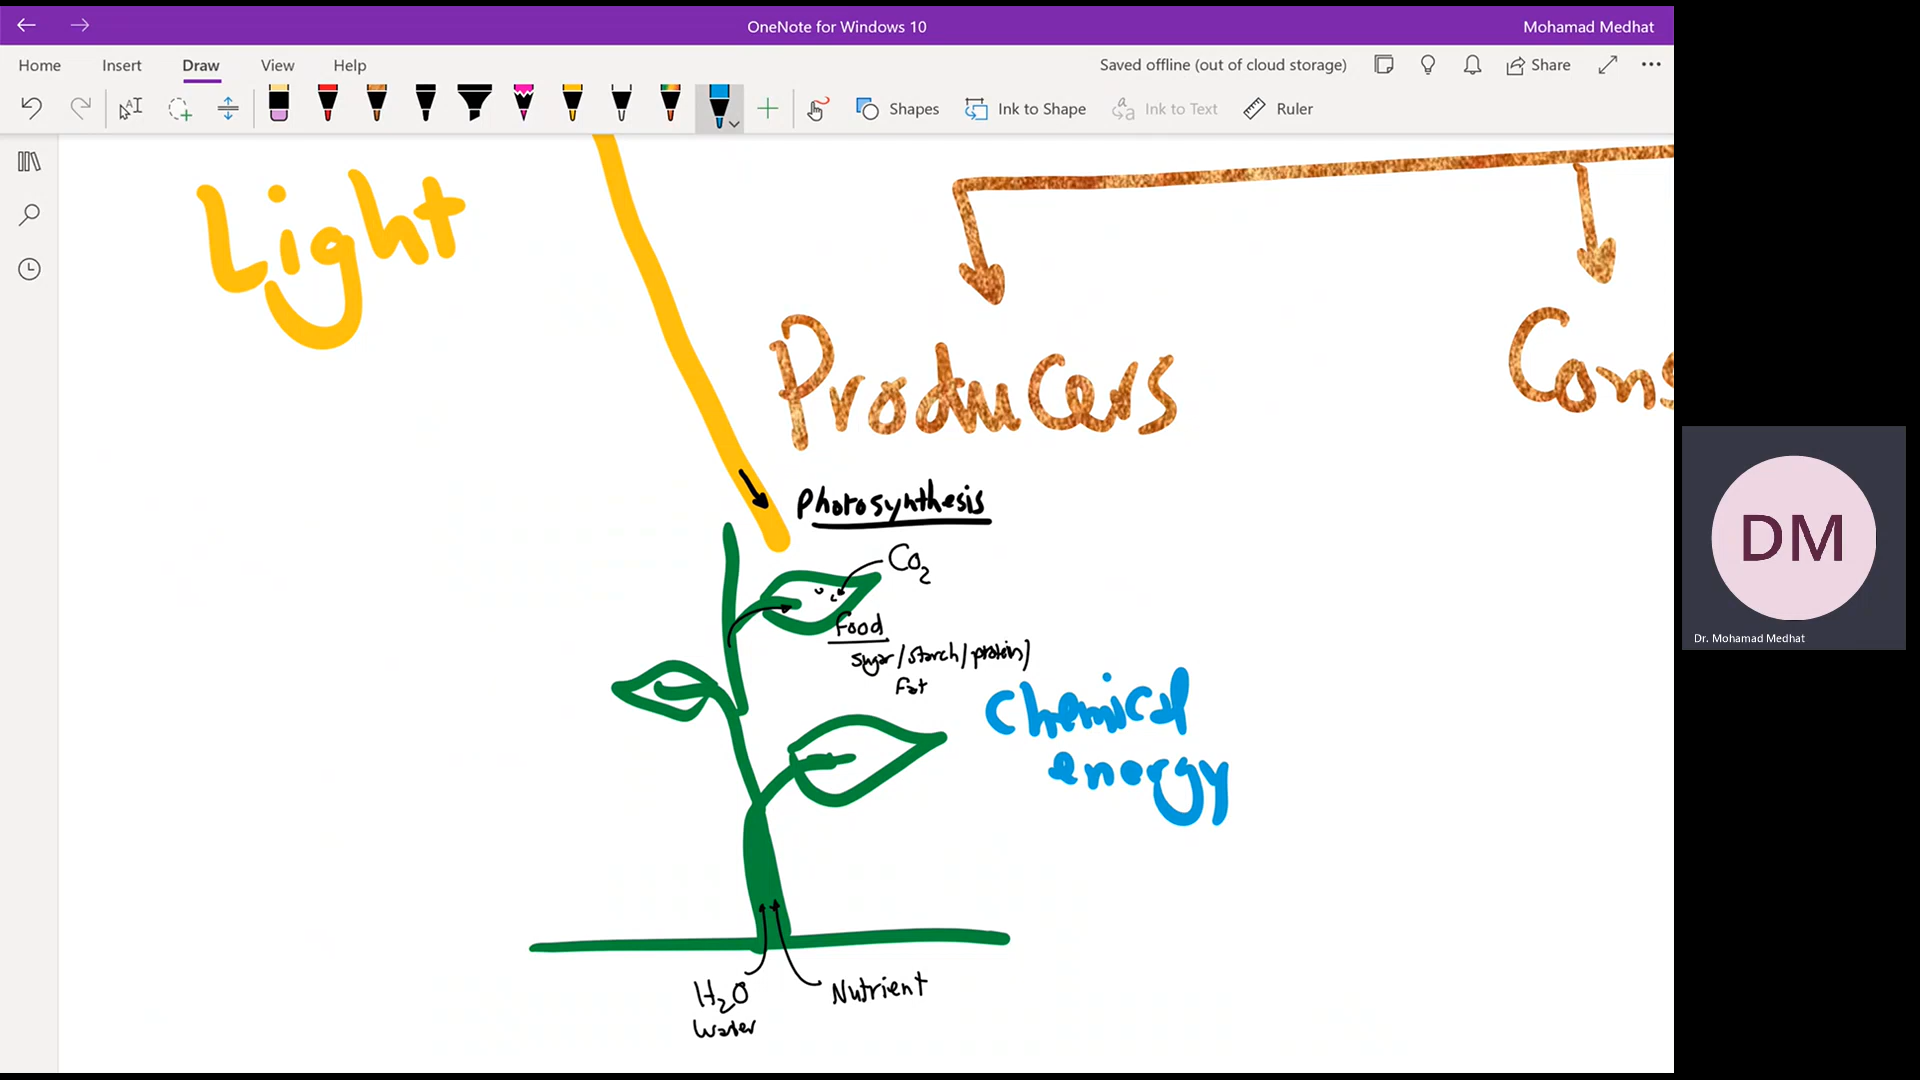 OneNote for Windows 10
Mohamad Medhat
Home Insert Draw View Help
Saved offline (out of cloud storage)
Share
Shapes
Ink to Shape
Ink to Text
Ruler
Light
Producers
Cons
Photosynthesis
Co2
Food
sugar/starch/protein/
Fat
Chemical
energy
H2O
Water
Nutrient
DM
Dr. Mohamad Medhat